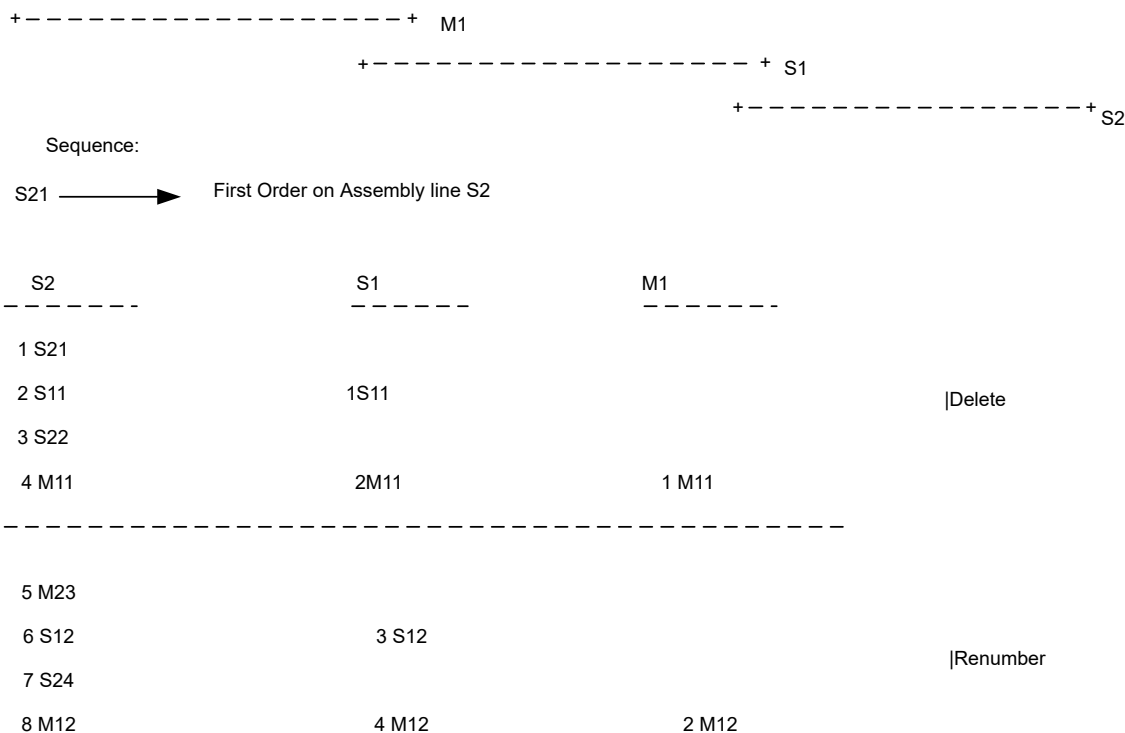 M1
S1
S2
Sequence:
S21 First Order on Assembly line S2
S2 S1 M1
1 S21
2 S11 1S11
|Delete
3 S22
4 M11 2M11 1 M11
5 M23
6 S12 3 S12
|Renumber
7 S24
8 M12 4 M12 2 M12